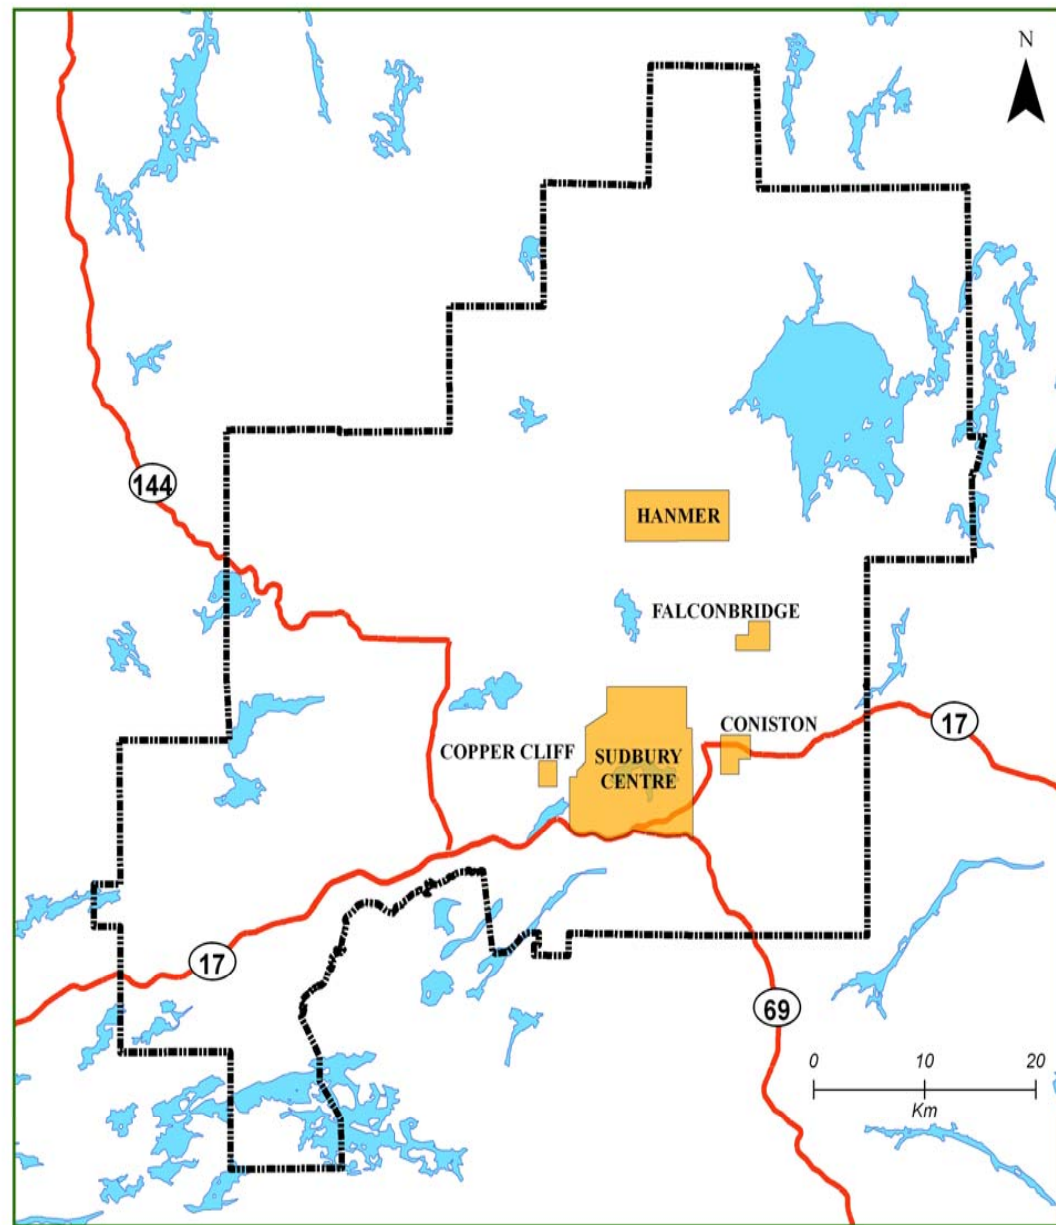 N
144
HANMER
FALCONBRIDGE
CONISTON
17
COPPER CLIFF
SUDBURY
CENTRE
17
69
0 10 20
Km